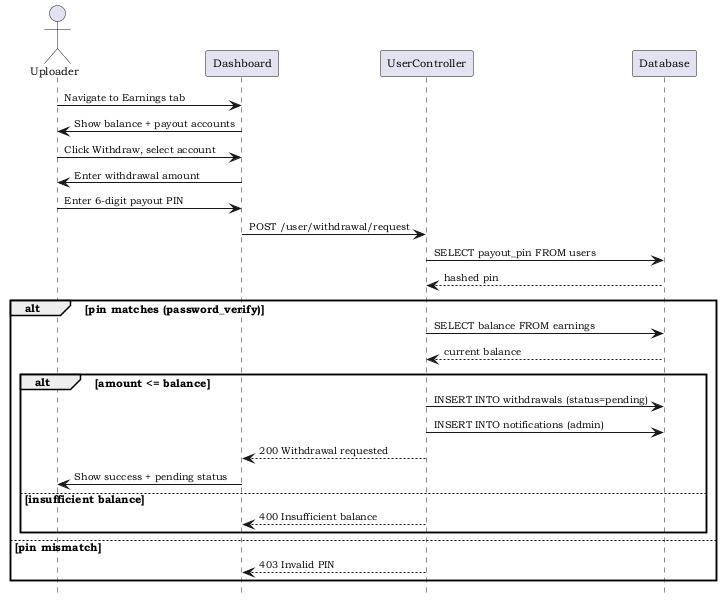 Uploader
Dashboard
UserController
Database
Navigate to Earnings tab
Show balance + payout accounts
Click Withdraw, select account
Enter withdrawal amount
Enter 6-digit payout PIN
POST /user/withdrawal/request
SELECT payout_pin FROM users
hashed pin
alt [pin matches (password_verify)]
SELECT balance FROM earnings
current balance
alt [amount <= balance]
INSERT INTO withdrawals (status=pending)
INSERT INTO notifications (admin)
200 Withdrawal requested
Show success + pending status
[insufficient balance]
400 Insufficient balance
[pin mismatch]
403 Invalid PIN